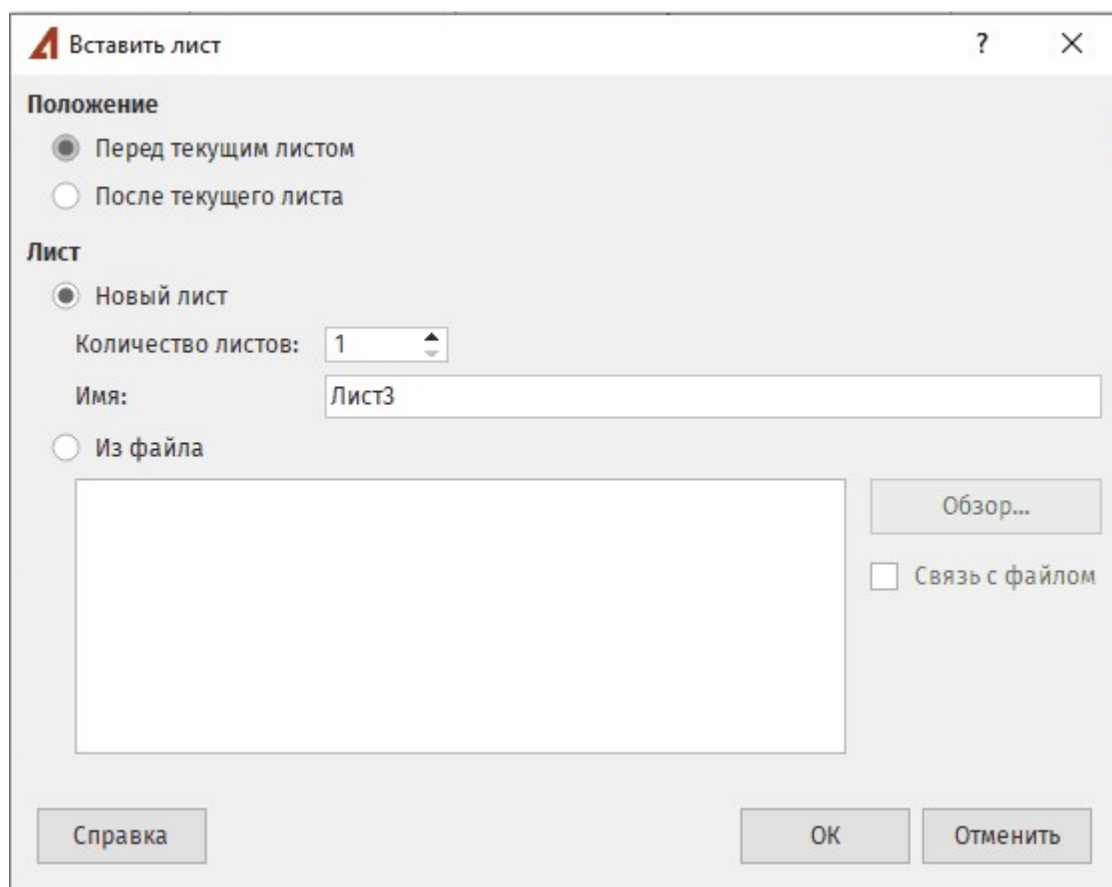 Вставить лист ?
Положение
Перед текущим листом
После текущего листа
Лист
Новый лист
Количество листов: 1
Имя: Лист3
Из файла
Обзор...
Связь с файлом
Справка ОК Отменить